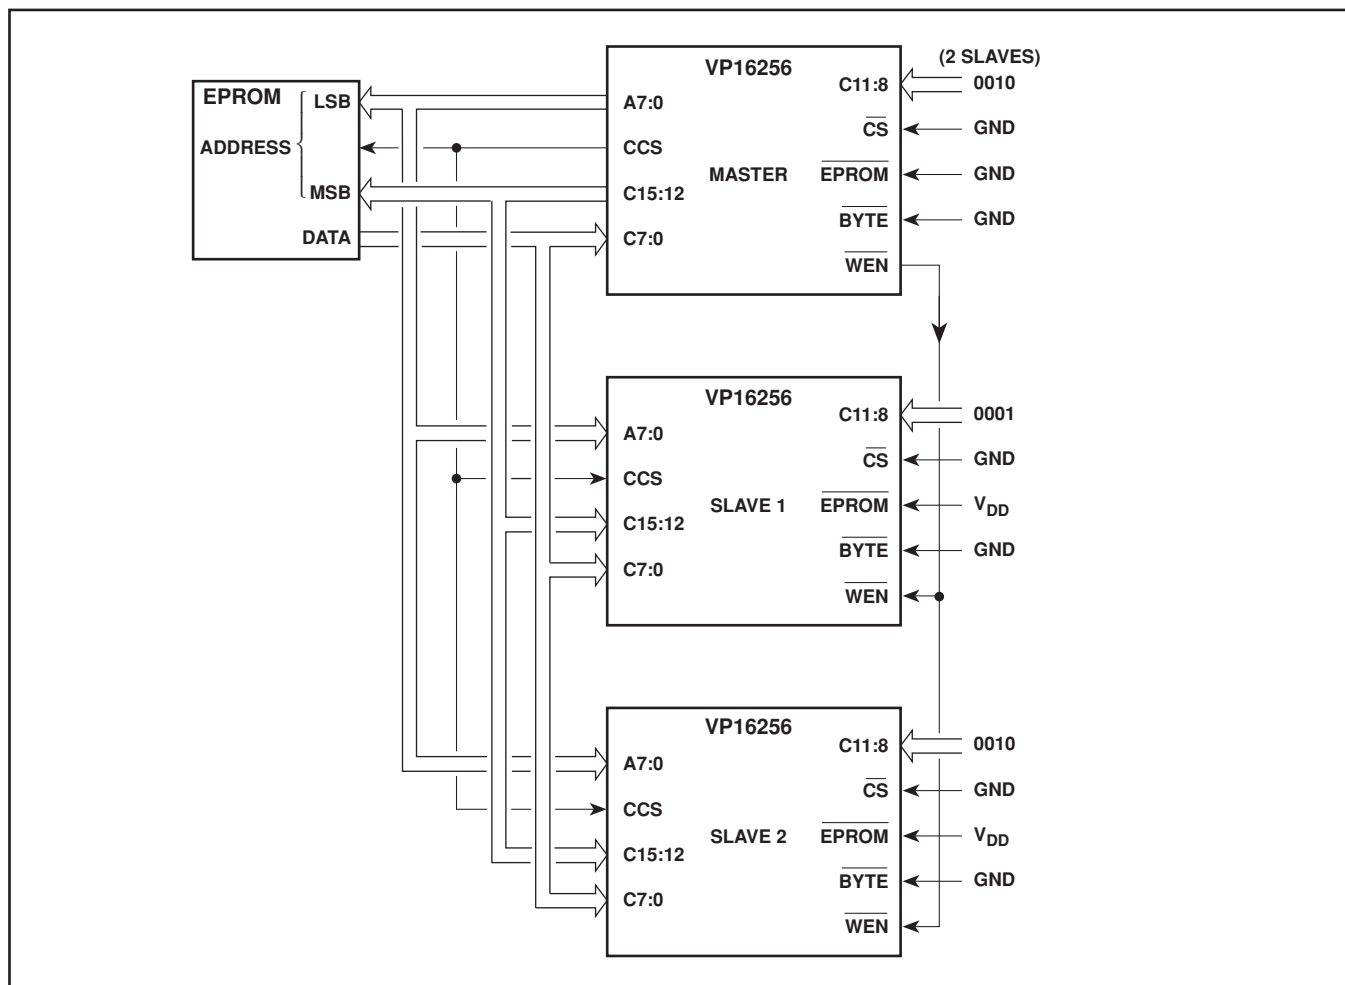 EPROM
LSB
ADDRESS
MSB
DATA
VP16256
A7:0
CCS
MASTER
C15:12
C7:0
C11:8
CS
EPROM
BYTE
WEN
(2 SLAVES)
0010
GND
GND
GND
VP16256
A7:0
CCS
SLAVE 1
C15:12
C7:0
C11:8
CS
EPROM
BYTE
WEN
0001
GND
VDD
GND
VP16256
A7:0
CCS
SLAVE 2
C15:12
C7:0
C11:8
CS
EPROM
BYTE
WEN
0010
GND
VDD
GND